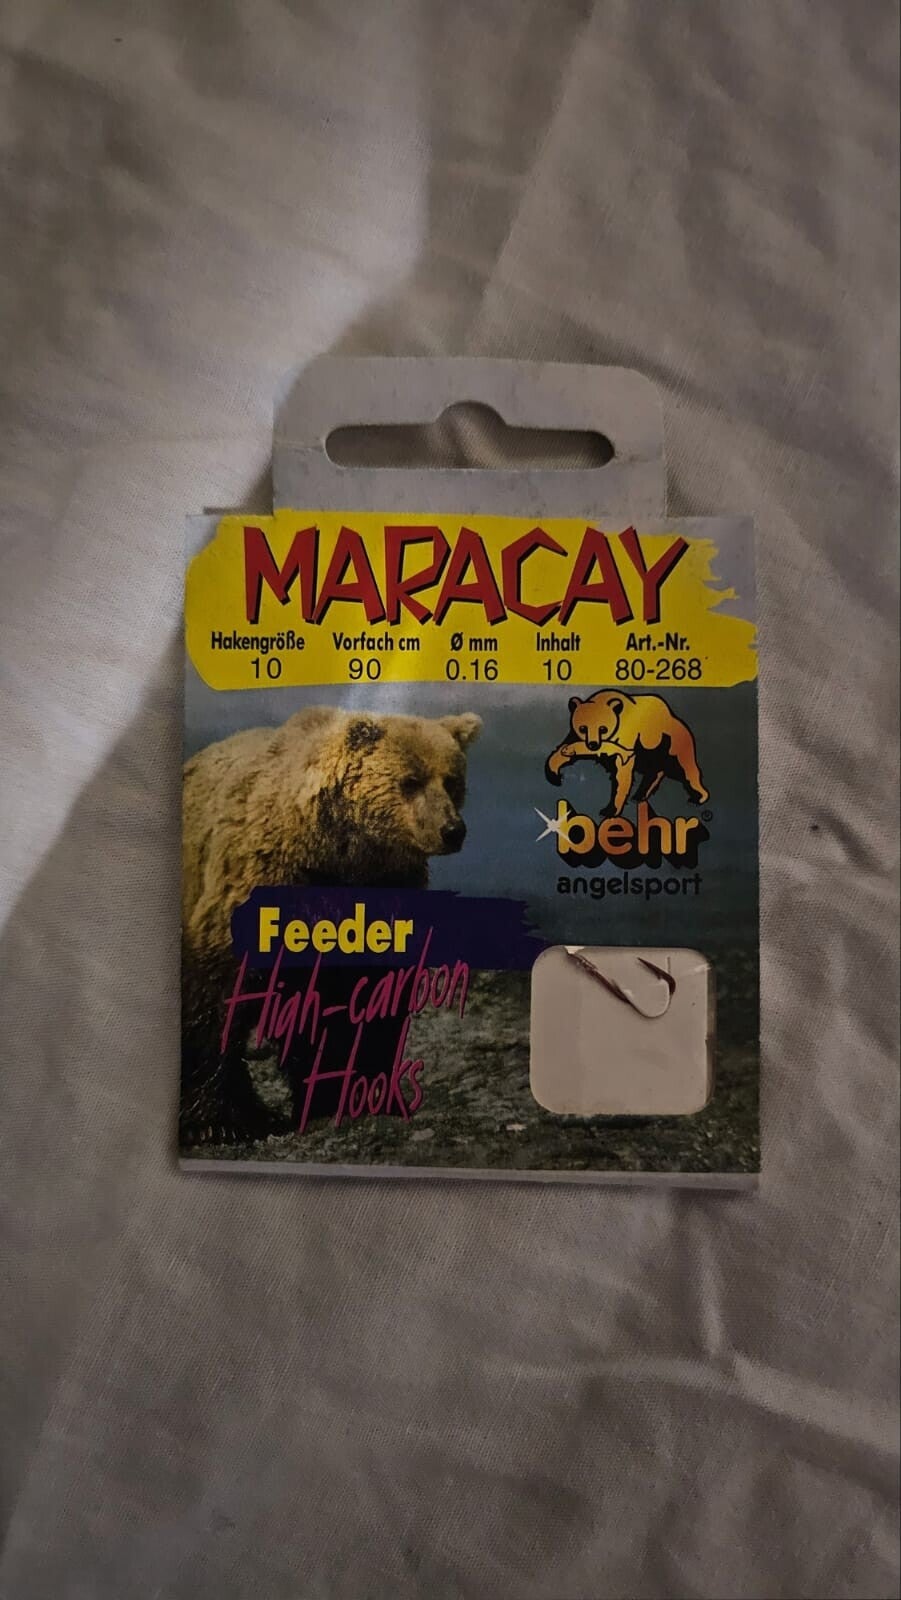 MARACAY
Hakengröße Vorfach cm Ø mm Inhalt Art.-Nr.
10 90 0.16 10 80-268
behr®
angelsport
Feeder
High-carbon
Hooks